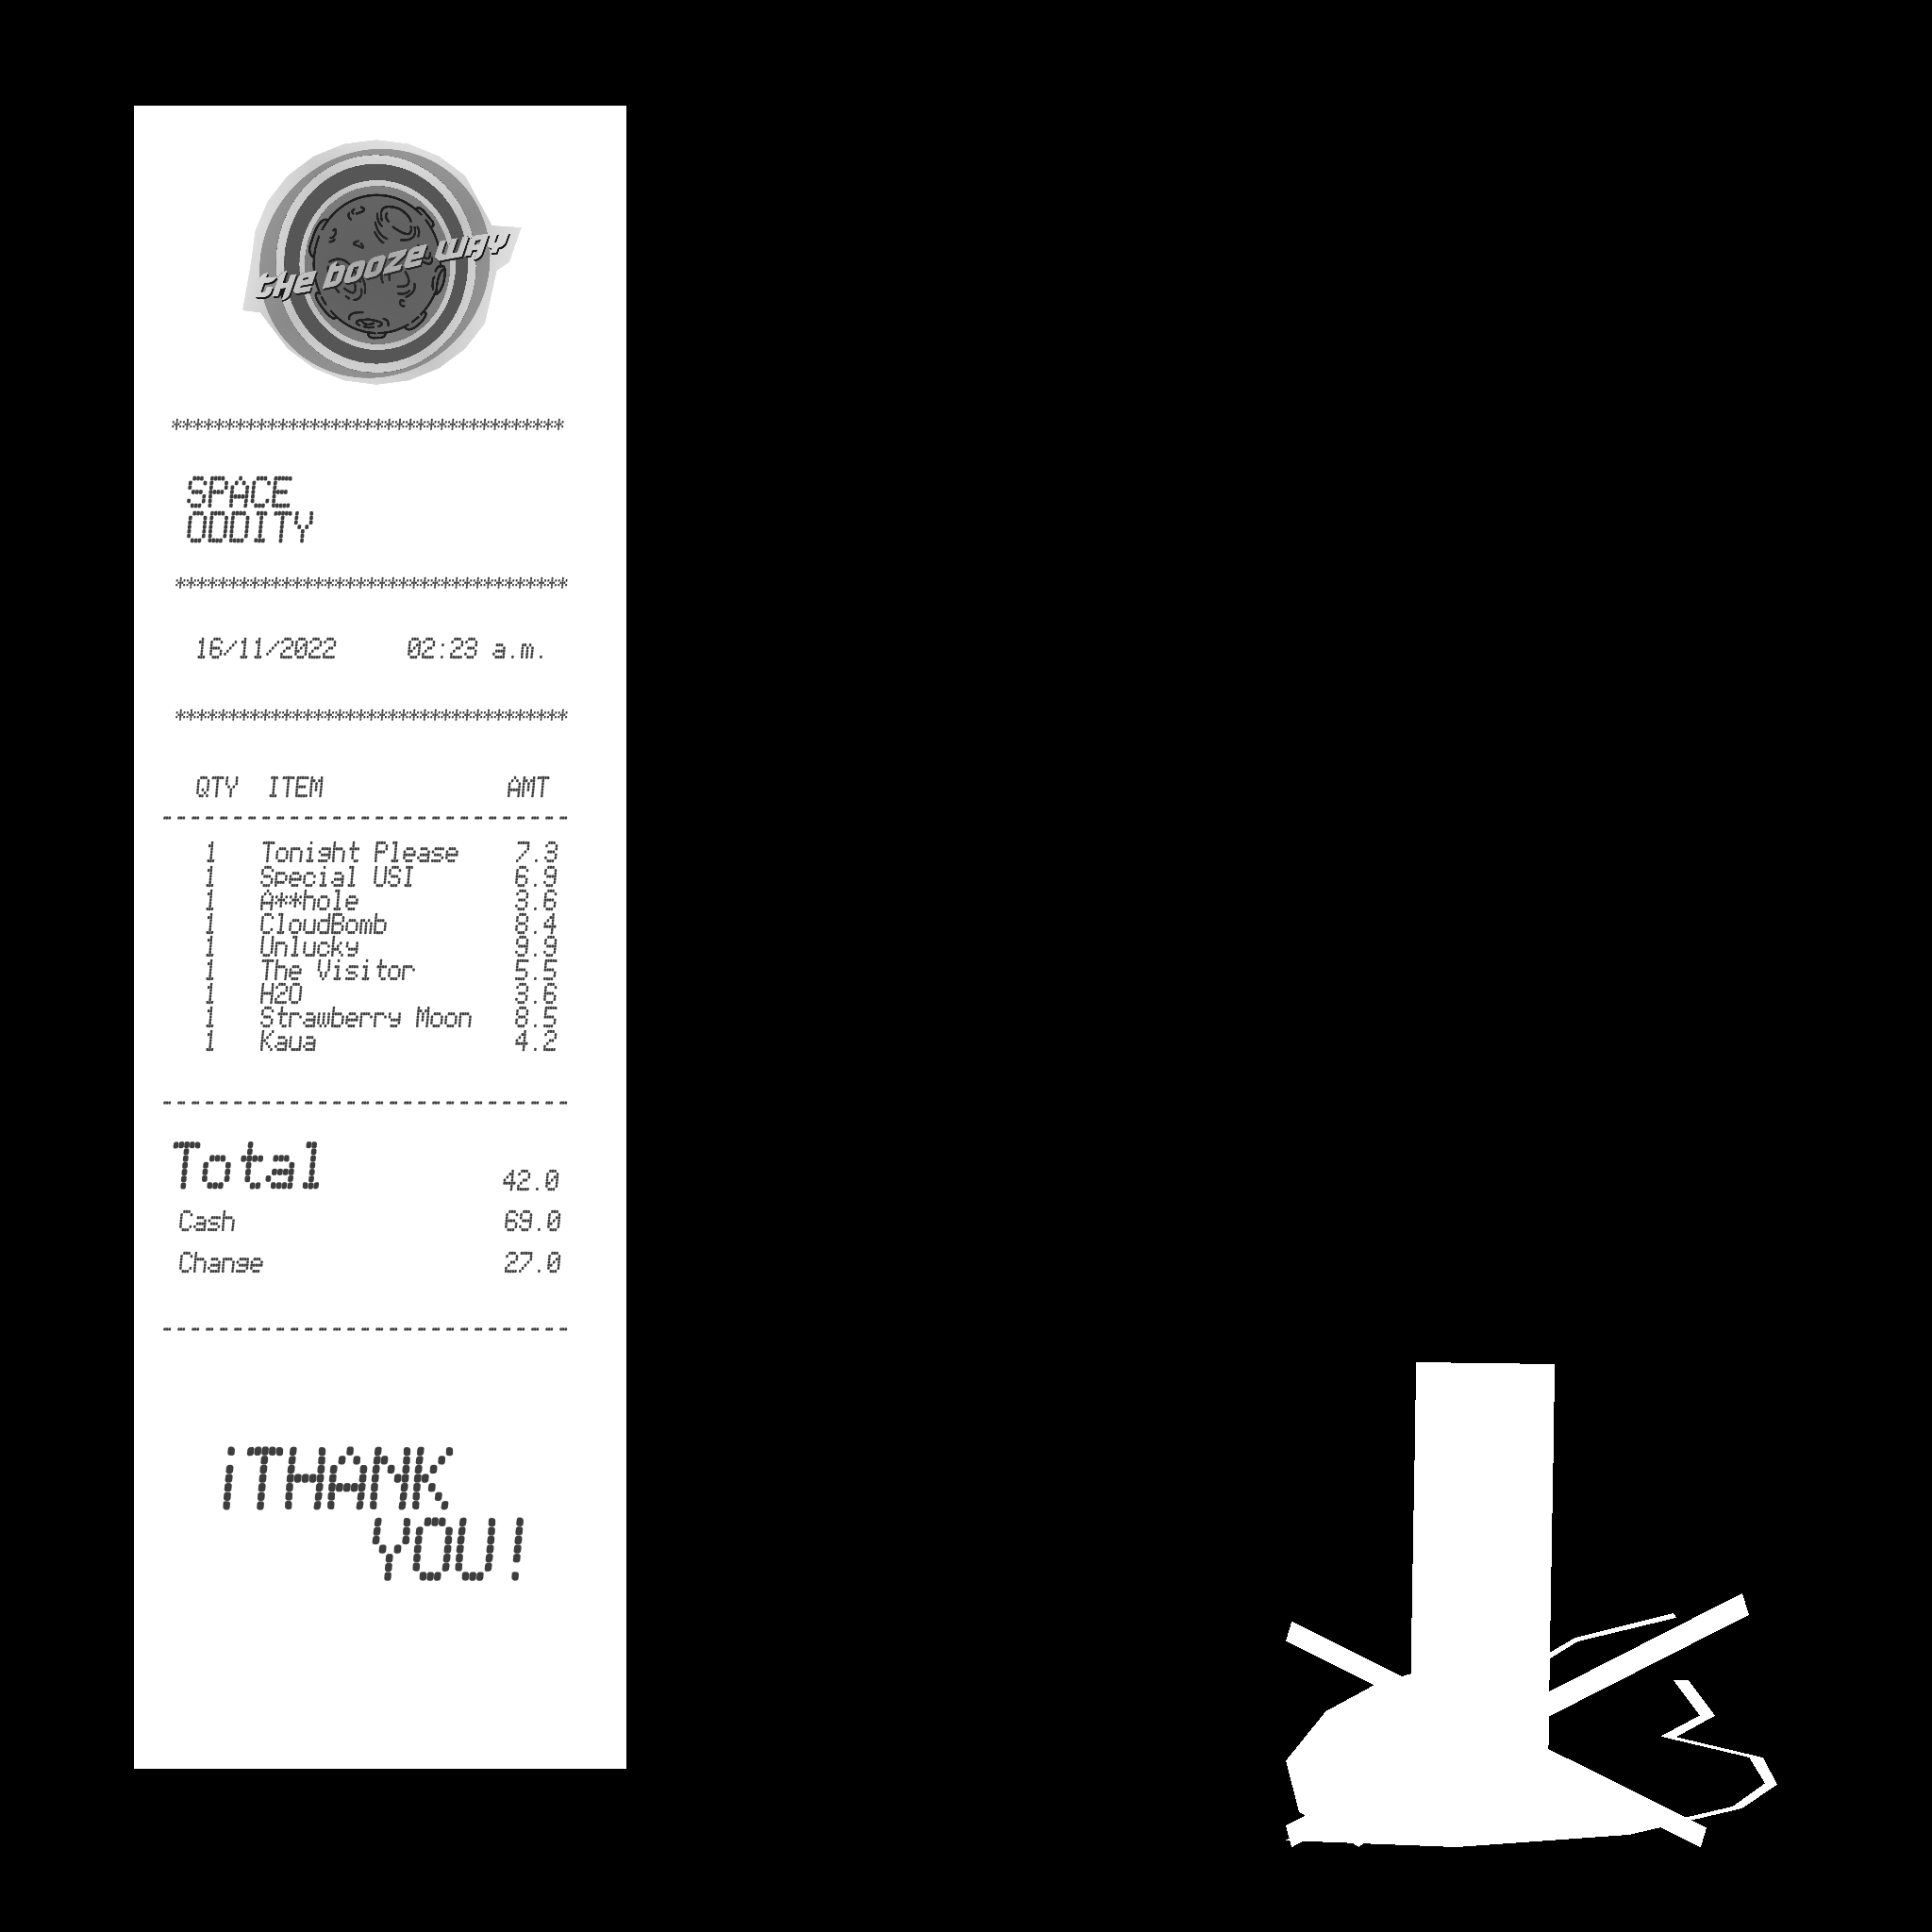 the booze way
*************************************
SPACE
ODDITY
*************************************
16/11/2022 02:23 a.m.
*************************************
QTY ITEM AMT
-----------------------------
1 Tonight Please 7.3
1 Special USI 6.9
1 A**hole 3.6
1 CloudBomb 8.4
1 Unlucky 9.9
1 The Visitor 5.5
1 H2O 3.6
1 Strawberry Moon 8.5
1 Kaua 4.2
-----------------------------
Total 42.0
Cash 69.0
Change 27.0
-----------------------------
¡THANK
YOU!